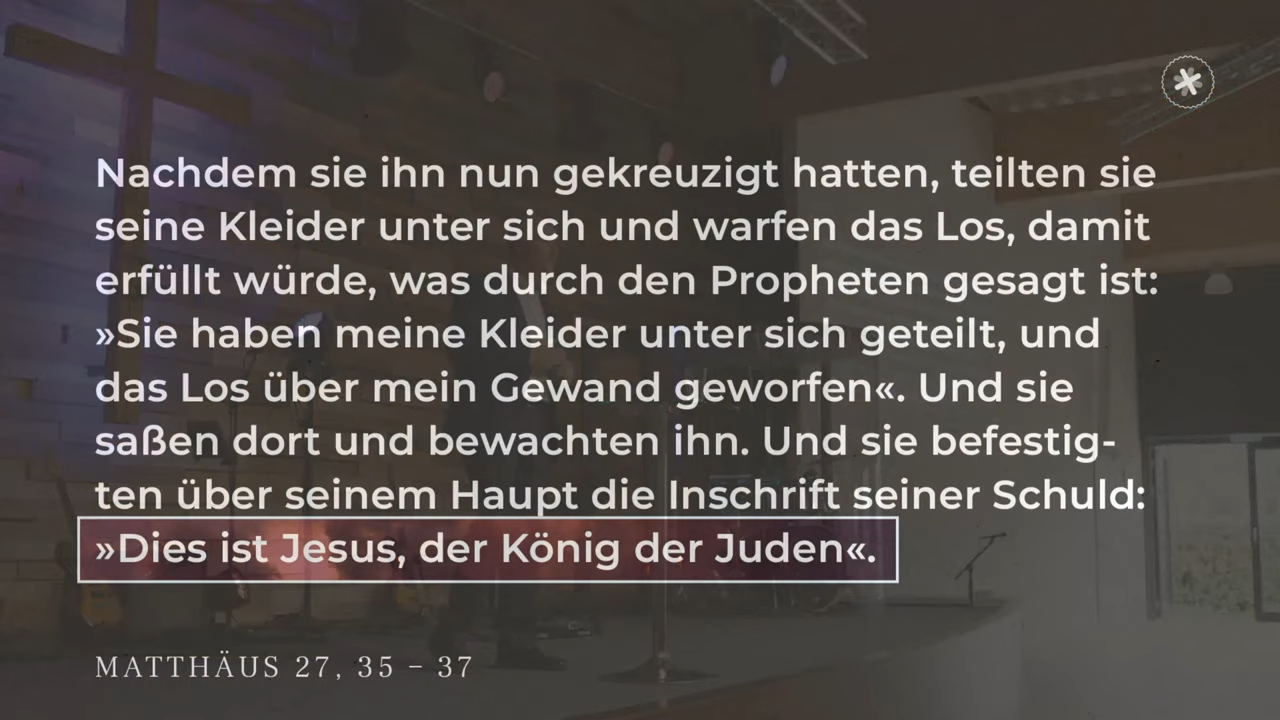 Nachdem sie ihn nun gekreuzigt hatten, teilten sie
seine Kleider unter sich und warfen das Los, damit
erfüllt würde, was durch den Propheten gesagt ist:
»Sie haben meine Kleider unter sich geteilt, und
das Los über mein Gewand geworfen«. Und sie
saßen dort und bewachten ihn. Und sie befestig-
ten über seinem Haupt die Inschrift seiner Schuld:
»Dies ist Jesus, der König der Juden«.
MATTHÄUS 27, 35 – 37